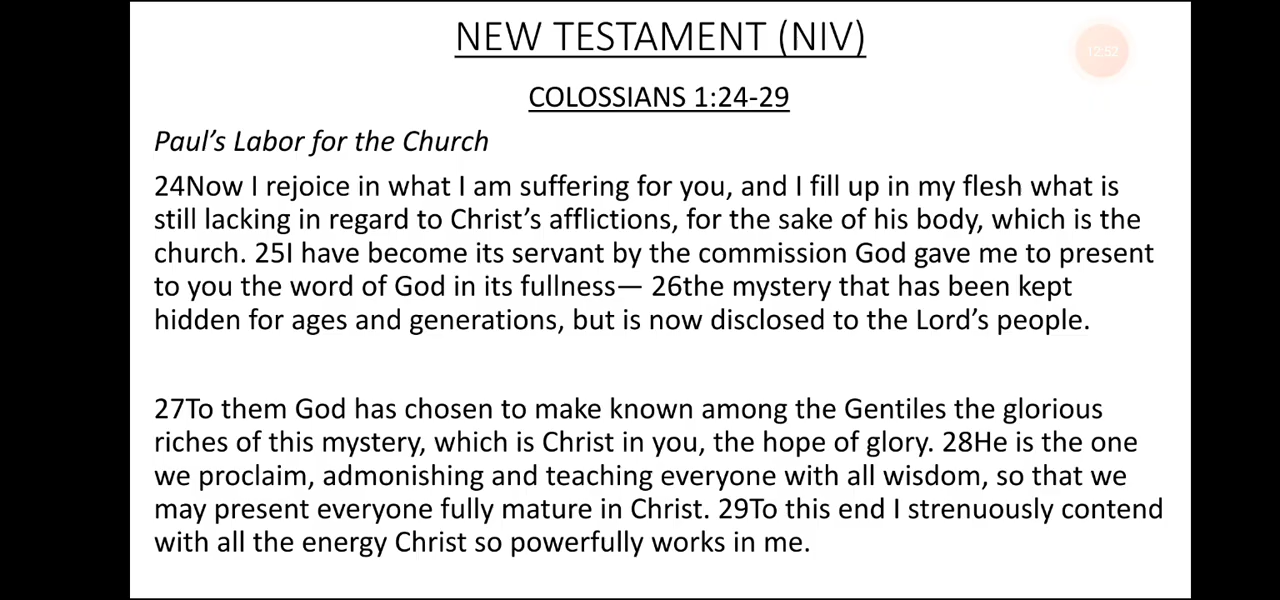 NEW TESTAMENT (NIV)
12:52
COLOSSIANS 1:24-29
Paul’s Labor for the Church
24Now I rejoice in what I am suffering for you, and I fill up in my flesh what is
still lacking in regard to Christ’s afflictions, for the sake of his body, which is the
church. 25I have become its servant by the commission God gave me to present
to you the word of God in its fullness— 26the mystery that has been kept
hidden for ages and generations, but is now disclosed to the Lord’s people.
27To them God has chosen to make known among the Gentiles the glorious
riches of this mystery, which is Christ in you, the hope of glory. 28He is the one
we proclaim, admonishing and teaching everyone with all wisdom, so that we
may present everyone fully mature in Christ. 29To this end I strenuously contend
with all the energy Christ so powerfully works in me.